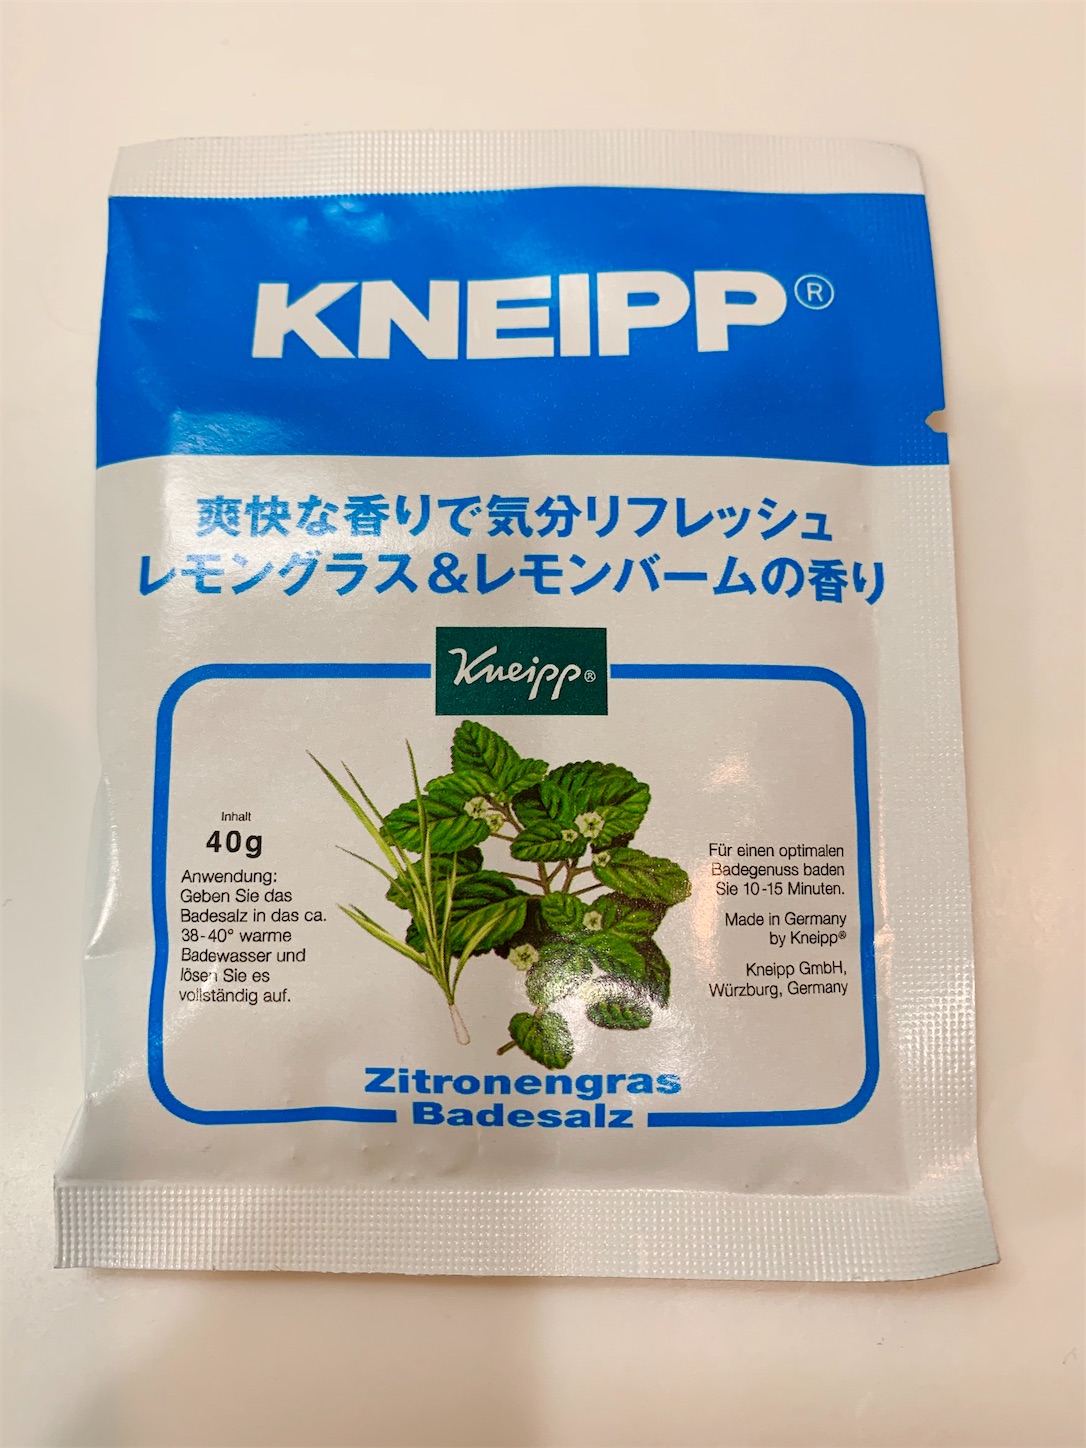 KNEIPP®
爽快な香りで気分リフレッシュ
レモングラス&レモンバームの香り
Kneipp®
Inhalt
40g
Anwendung:
Geben Sie das
Badesalz in das ca.
38-40° warme
Badewasser und
lösen Sie es
vollständig auf.
Für einen optimalen
Badegenuss baden
Sie 10-15 Minuten.
Made in Germany
by Kneipp®
Kneipp GmbH,
Würzburg, Germany
Zitronengras
Badesalz